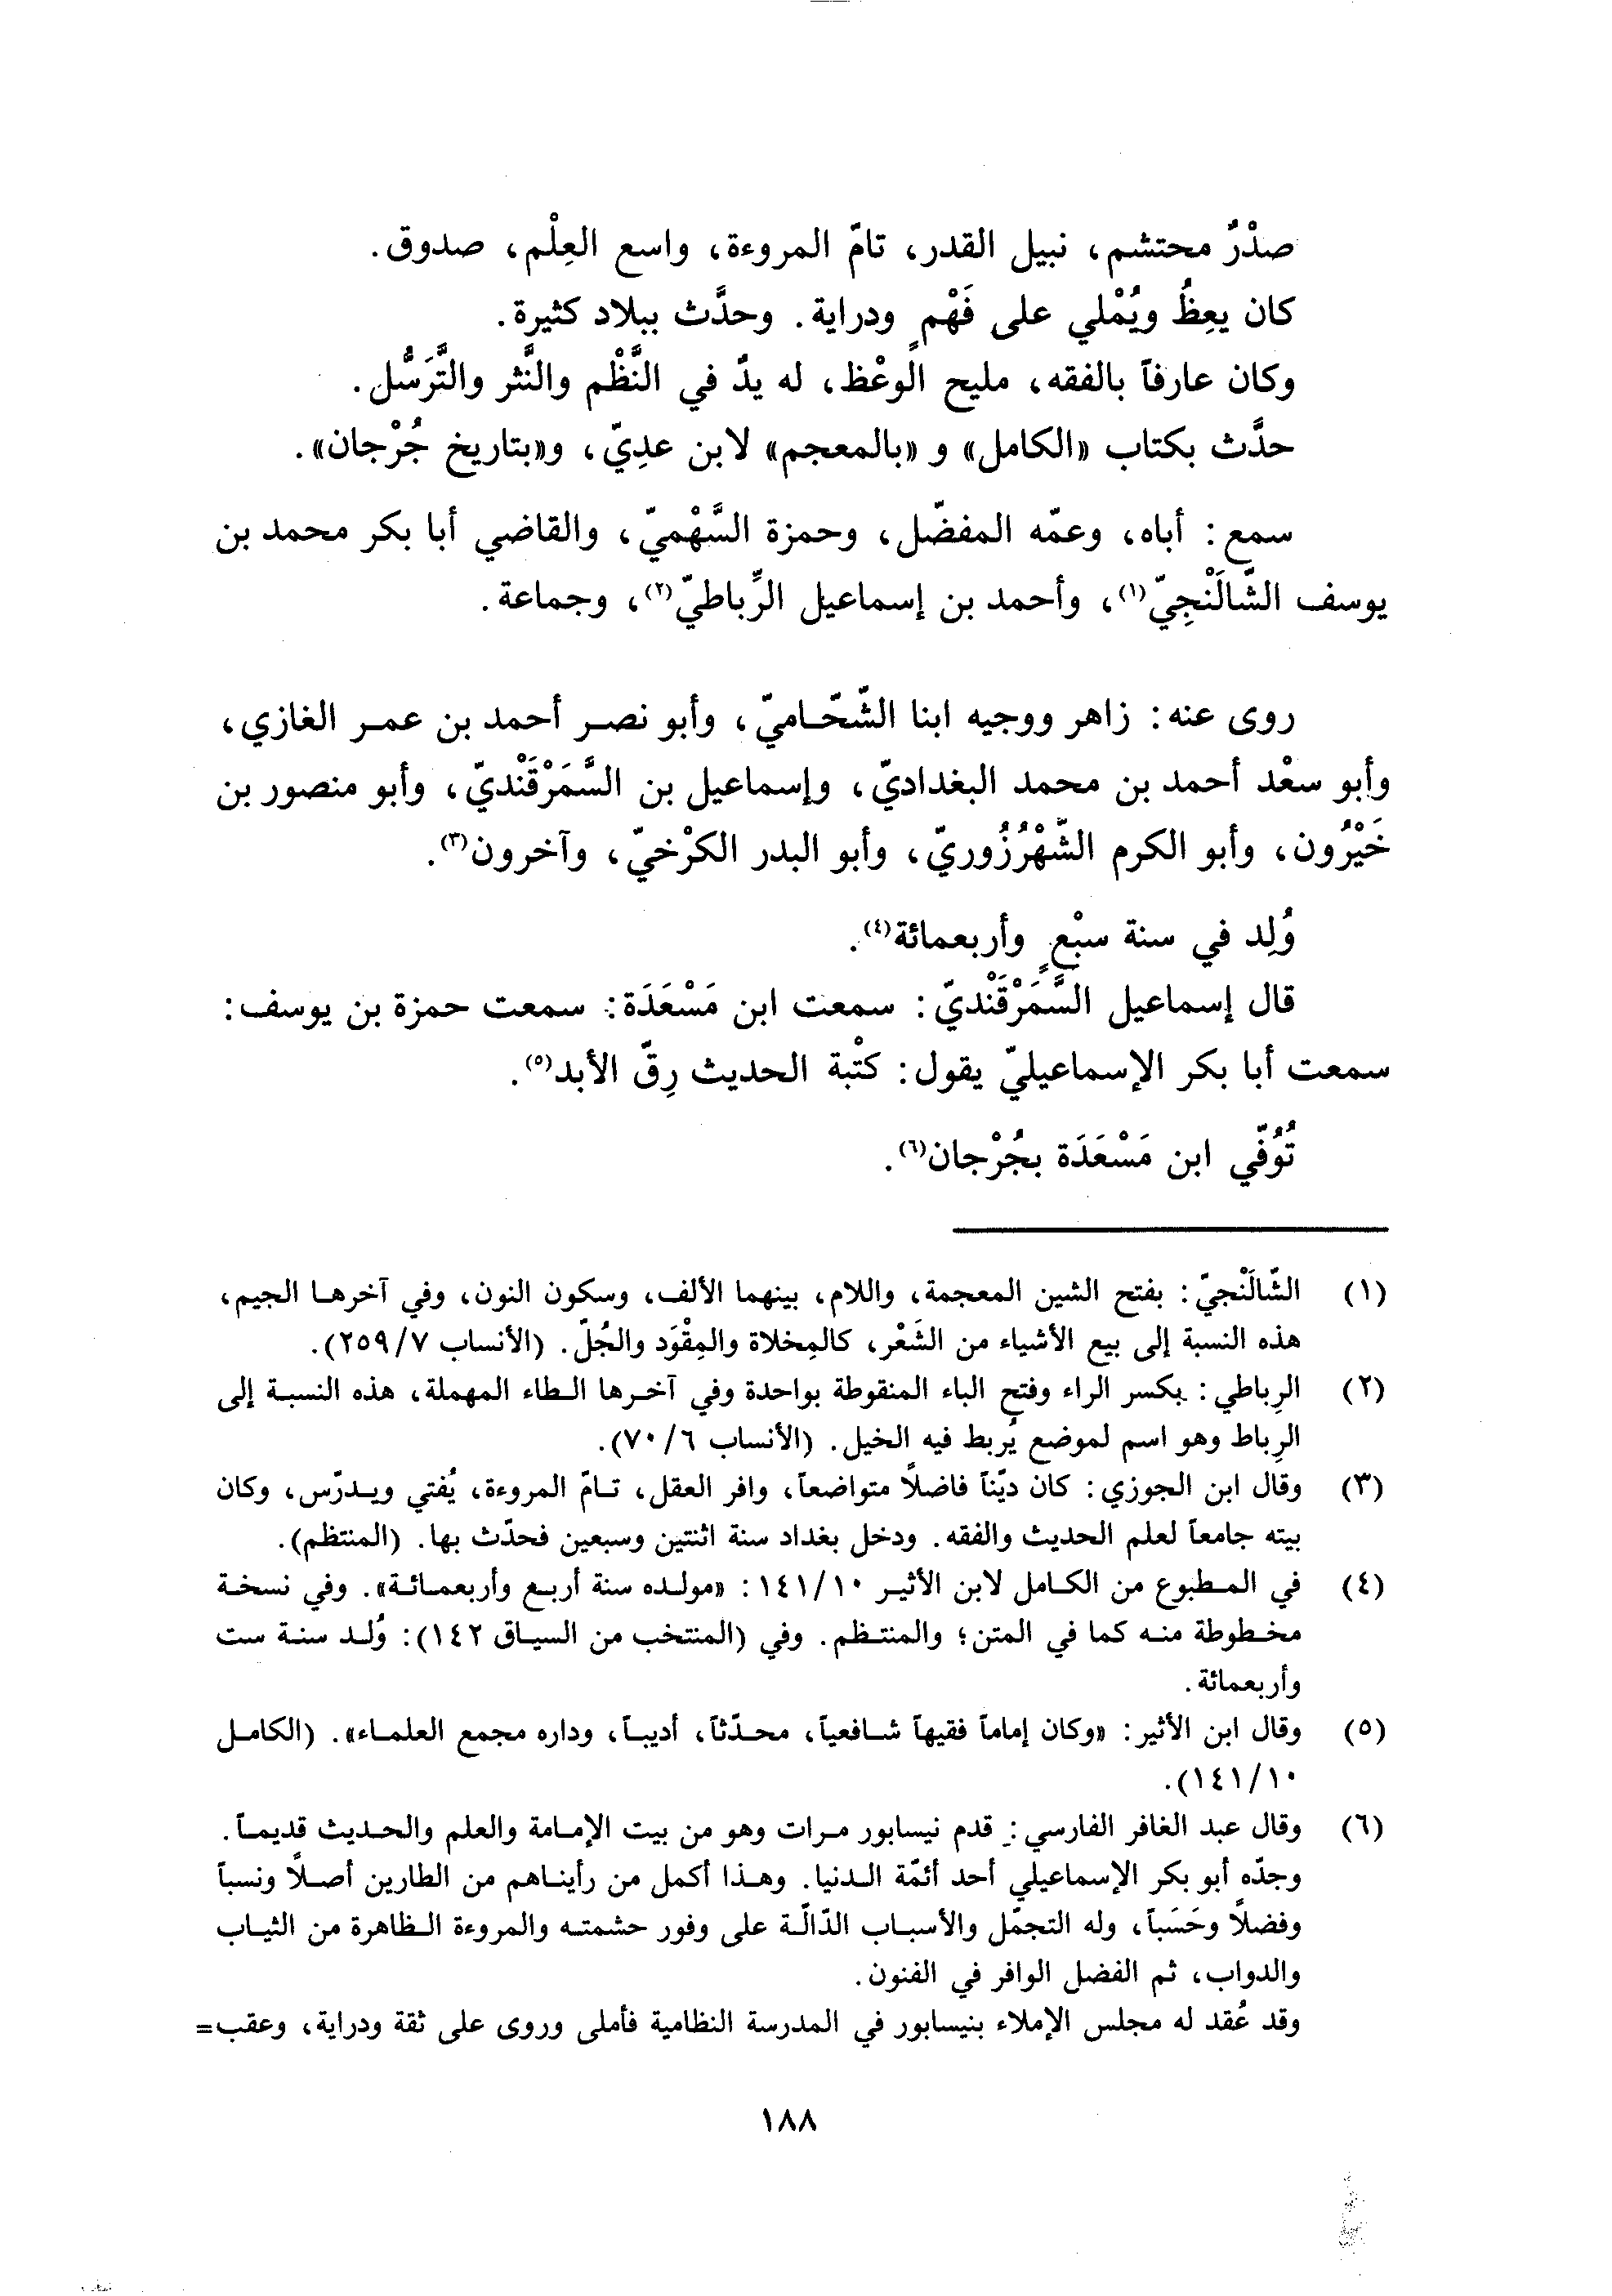 صدْرٌ محتشم، نبيل القدر، تامّ المروءة، واسع العِلْم، صدوق.
كان يعِظُ ويُمْلي على فَهْمٍ ودراية. وحدَّث ببلاد كثيرة.
وكان عارفاً بالفقه، مليح الوعْظ، له يدٌ في النَّظْم والنَّثر والتَّرَسُّل.
حدَّث بكتاب «الكامل» و «بالمعجم» لابن عدِيّ، و«بتاريخ جُرْجان».
سمع: أباه، وعمّه المفضّل، وحمزة السَّهْميّ، والقاضي أبا بكر محمد بن
يوسف الشّالَنْجِيّ(١)، وأحمد بن إسماعيل الرِّباطيّ(٢)، وجماعة.
روى عنه: زاهر ووجيه ابنا الشّحّاميّ، وأبو نصر أحمد بن عمر الغازي،
وأبو سعْد أحمد بن محمد البغداديّ، وإسماعيل بن السَّمَرْقَنْديّ، وأبو منصور بن
خَيْرُون، وأبو الكرم الشَّهْرُزُوريّ، وأبو البدر الكرْخيّ، وآخرون(٣).
وُلِد في سنة سبْعٍ وأربعمائة(٤).
قال إسماعيل السَّمَرْقَنْديّ: سمعت ابن مَسْعَدَة: سمعت حمزة بن يوسف:
سمعت أبا بكر الإسماعيليّ يقول: كتْبة الحديث رِقّ الأبد(٥).
تُوُفّي ابن مَسْعَدَة بجُرْجان(٦).
(١) الشّالَنْجيّ: بفتح الشين المعجمة، واللام، بينهما الألف، وسكون النون، وفي آخرها الجيم،
هذه النسبة إلى بيع الأشياء من الشَعْر، كالمِخلاة والمِقْوَد والجُلّ. (الأنساب ٢٥٩/٧).
(٢) الرِباطي: بكسر الراء وفتح الباء المنقوطة بواحدة وفي آخرها الطاء المهملة، هذه النسبة إلى
الرِباط وهو اسم لموضع يُربط فيه الخيل. (الأنساب ٧٠/٦).
(٣) وقال ابن الجوزي: كان ديّناً فاضلاً متواضعاً، وافر العقل، تامّ المروءة، يُفتي ويدرّس، وكان
بيته جامعاً لعلم الحديث والفقه. ودخل بغداد سنة اثنتين وسبعين فحدّث بها. (المنتظم).
(٤) في المطبوع من الكامل لابن الأثير ١٤١/١٠: «مولده سنة أربع وأربعمائة». وفي نسخة
مخطوطة منه كما في المتن؛ والمنتظم. وفي (المنتخب من السياق ١٤٢): وُلد سنة ست
وأربعمائة.
(٥) وقال ابن الأثير: «وكان إماماً فقيهاً شافعياً، محدّثاً، أديباً، وداره مجمع العلماء». (الكامل
١٤١/١٠).
(٦) وقال عبد الغافر الفارسي: قدم نيسابور مرات وهو من بيت الإمامة والعلم والحديث قديماً.
وجدّه أبو بكر الإسماعيلي أحد أئمّة الدنيا. وهذا أكمل من رأيناهم من الطارين أصلاً ونسباً
وفضلاً وحَسَباً، وله التجمّل والأسباب الدّالّة على وفور حشمته والمروءة الظاهرة من الثياب
والدواب، ثم الفضل الوافر في الفنون.
وقد عُقد له مجلس الإملاء بنيسابور في المدرسة النظامية فأملى وروى على ثقة ودراية، وعقب=
١٨٨